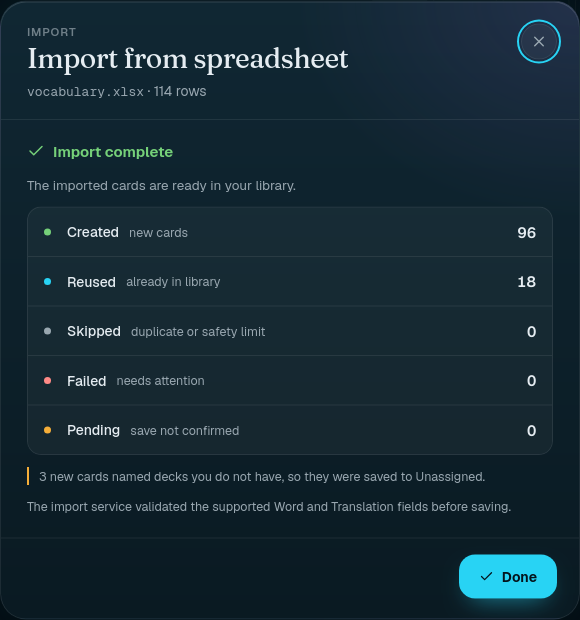 IMPORT
Import from spreadsheet
vocabulary.xlsx · 114 rows
Import complete
The imported cards are ready in your library.
Created new cards 96
Reused already in library 18
Skipped duplicate or safety limit 0
Failed needs attention 0
Pending save not confirmed 0
3 new cards named decks you do not have, so they were saved to Unassigned.
The import service validated the supported Word and Translation fields before saving.
Done